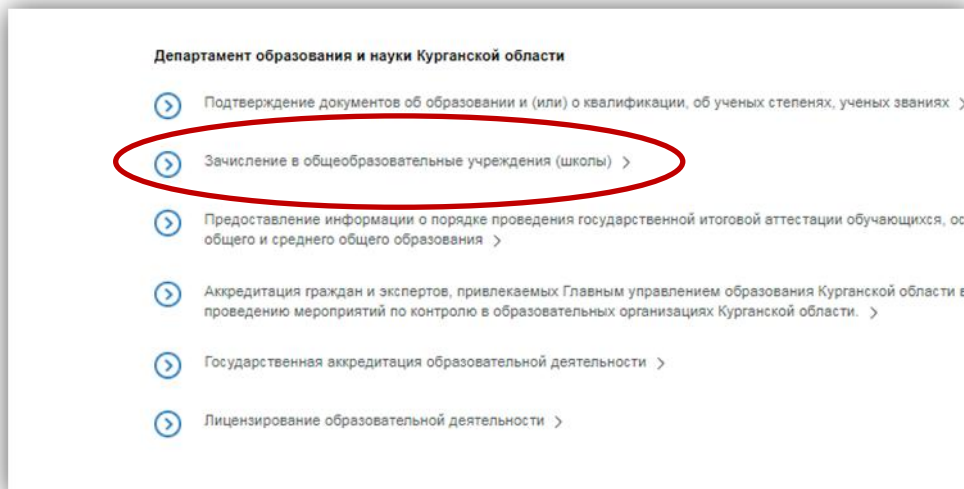 Департамент образования и науки Курганской области
Подтверждение документов об образовании и (или) о квалификации, об ученых степенях, ученых званиях
Зачисление в общеобразовательные учреждения (школы)
Предоставление информации о порядке проведения государственной итоговой аттестации обучающихся,
общего и среднего общего образования
Аккредитация граждан и экспертов, привлекаемых Главным управлением образования Курганской области
проведению мероприятий по контролю в образовательных организациях Курганской области.
Государственная аккредитация образовательной деятельности
Лицензирование образовательной деятельности